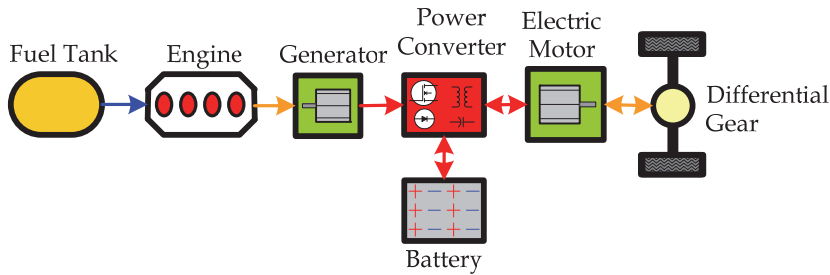 Fuel Tank
Engine
Generator
Power
Converter
Electric
Motor
Differential
Gear
Battery